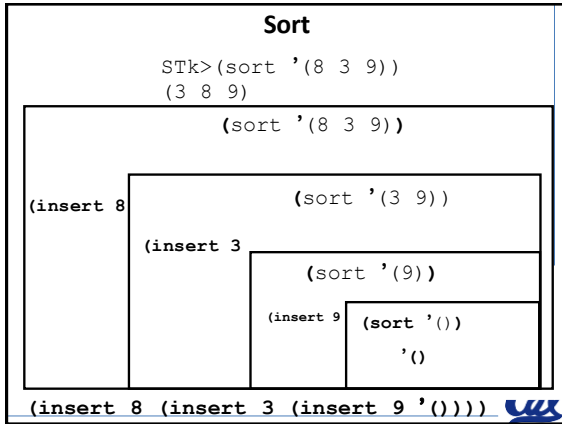 Sort
STk>(sort '(8 3 9))
(3 8 9)
(sort '(8 3 9))
(insert 8
(sort '(3 9))
(insert 3
(sort '(9))
(insert 9
(sort '())
'()
(insert 8 (insert 3 (insert 9 '())))